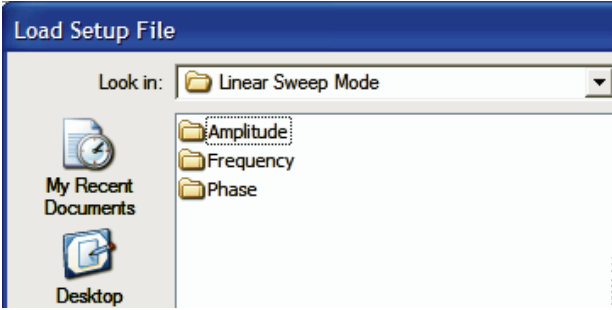 Load Setup File
Look in: Linear Sweep Mode
Amplitude
Frequency
Phase
My Recent
Documents
Desktop